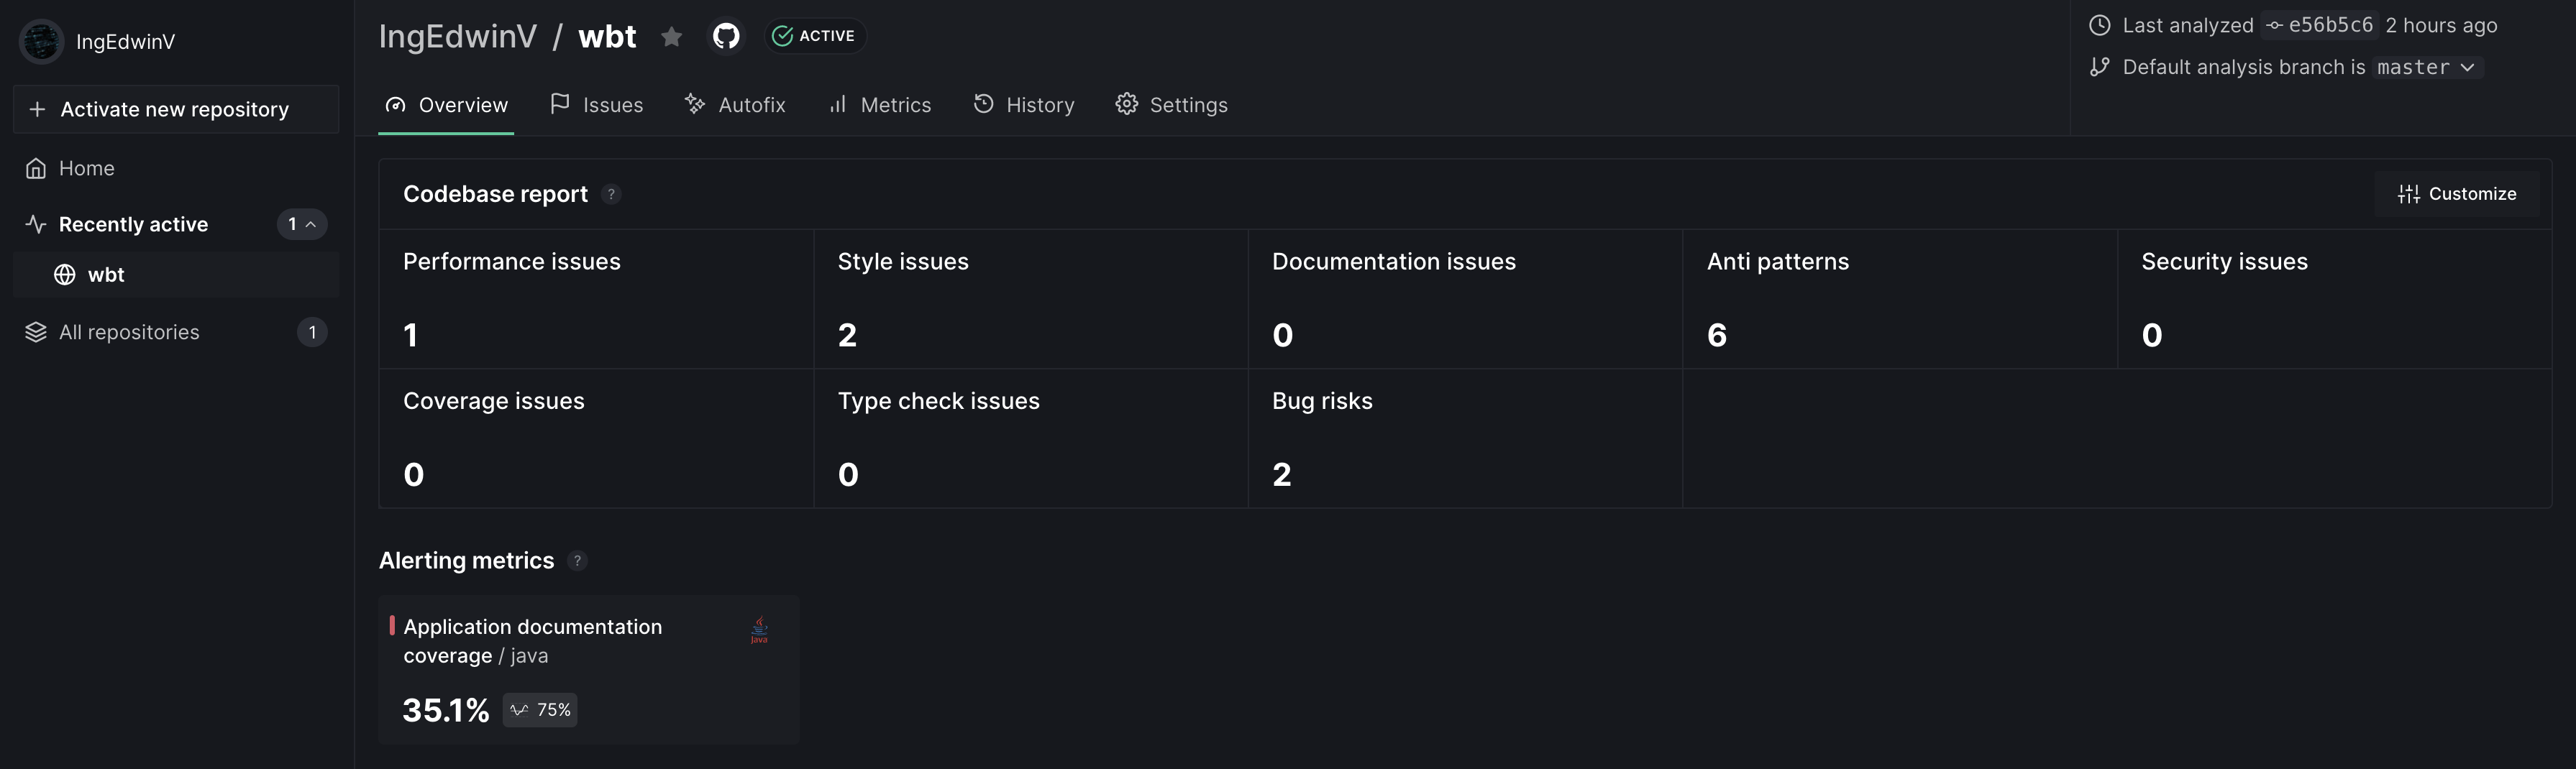 IngEdwinV
Activate new repository
Home
Recently active 1
wbt
All repositories 1
IngEdwinV / wbt ACTIVE
Overview Issues Autofix Metrics History Settings
Last analyzed e56b5c6 2 hours ago
Default analysis branch is master
Codebase report ?
Customize
Performance issues
1
Style issues
2
Documentation issues
0
Anti patterns
6
Security issues
0
Coverage issues
0
Type check issues
0
Bug risks
2
Alerting metrics ?
Application documentation
coverage / java
Java
35.1% 75%